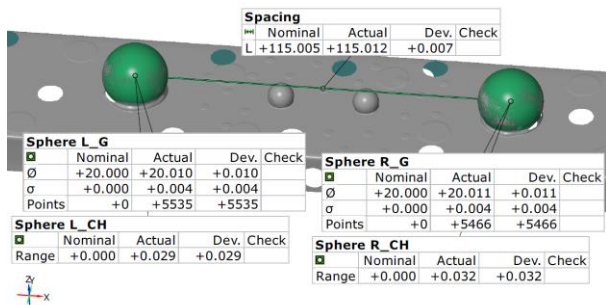 Spacing
Nominal Actual Dev. Check
L +115.005 +115.012 +0.007
Sphere L_G
Nominal Actual Dev. Check
Ø +20.000 +20.010 +0.010
σ +0.000 +0.004 +0.004
Points +0 +5535 +5535
Sphere L_CH
Nominal Actual Dev. Check
Range +0.000 +0.029 +0.029
Sphere R_G
Nominal Actual Dev. Check
Ø +20.000 +20.011 +0.011
σ +0.000 +0.004 +0.004
Points +0 +5466 +5466
Sphere R_CH
Nominal Actual Dev. Check
Range +0.000 +0.032 +0.032
Zy
x